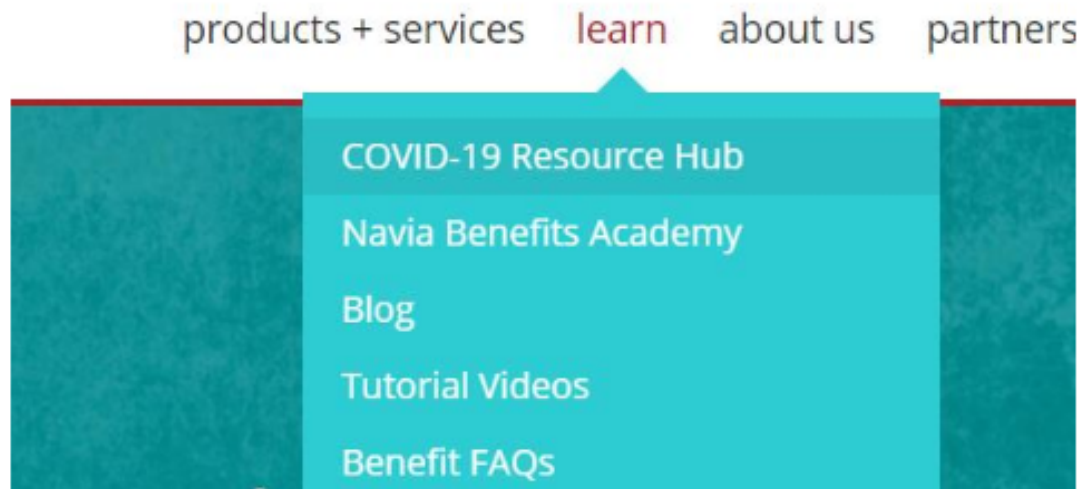 products + services learn about us partners
COVID-19 Resource Hub
Navia Benefits Academy
Blog
Tutorial Videos
Benefit FAQs